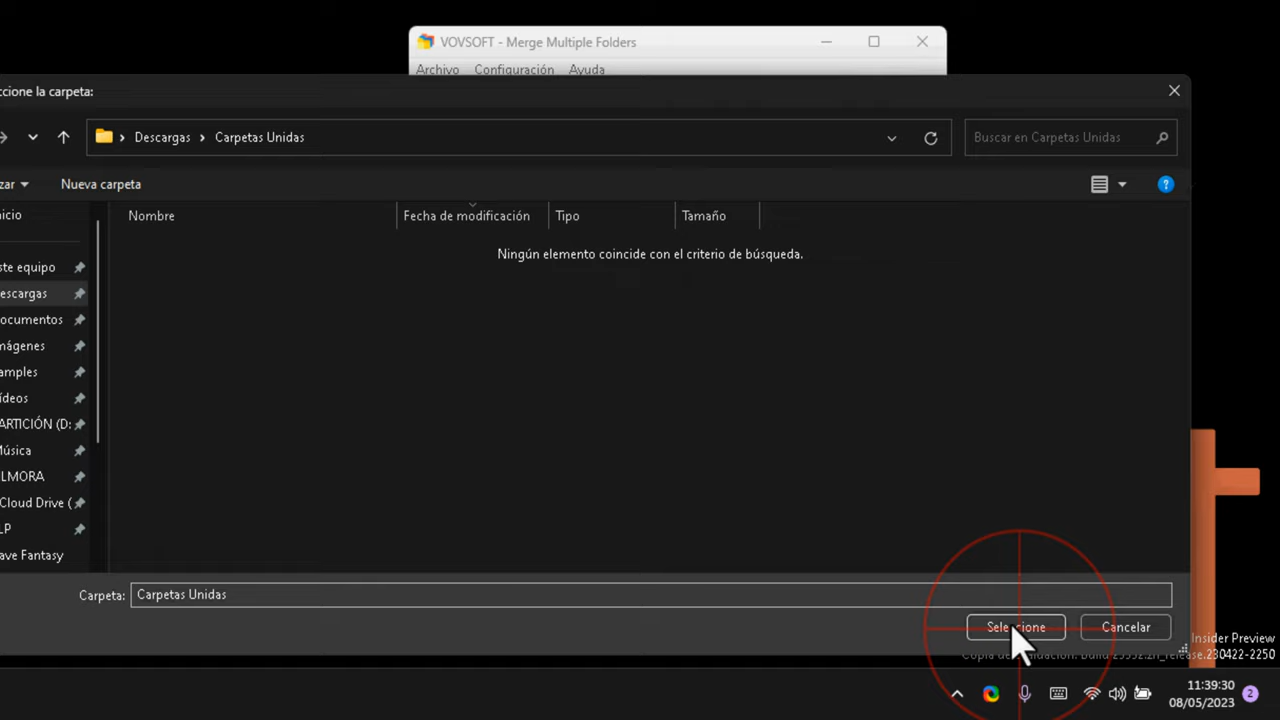 VOVSOFT - Merge Multiple Folders
Archivo Configuración Ayuda
ccione la carpeta:
Descargas > Carpetas Unidas
Buscar en Carpetas Unidas
zar
Nueva carpeta
Nombre Fecha de modificación Tipo Tamaño
Ningún elemento coincide con el criterio de búsqueda.
nicio
ste equipo
escargas
ocumentos
mágenes
amples
ídeos
ARTICIÓN (D:
Música
LMORA
Cloud Drive (
LP
ave Fantasy
Carpeta: Carpetas Unidas
Seleccione Cancelar
Insider Preview
230422-2250
11:39:30
08/05/2023
2